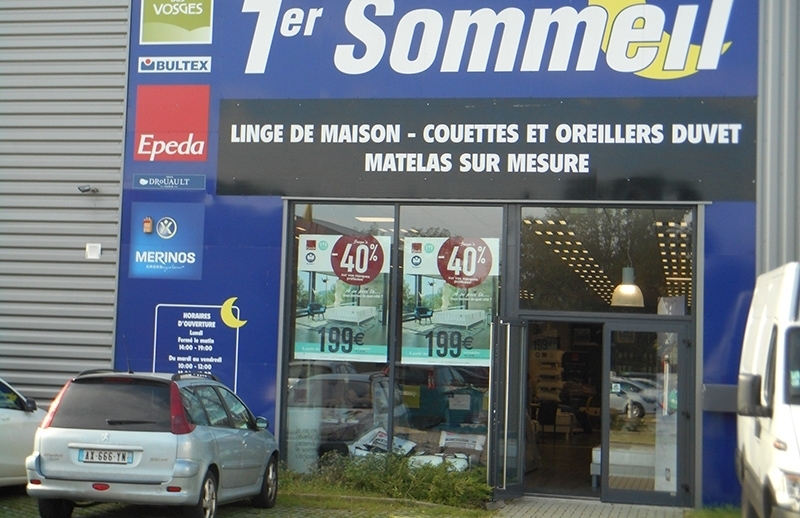 VOSGES
BULTEX
Epeda
DROUAULT
MERINOS
1er Sommeil
LINGE DE MAISON - COUETTES ET OREILLERS DUVET
MATELAS SUR MESURE
HORAIRES
D'OUVERTURE
Lundi
Fermé le matin
14:00 - 19:00
Du mardi au vendredi
10:00 - 12:00
-40%
199€
-40%
199€
AX-666-YN